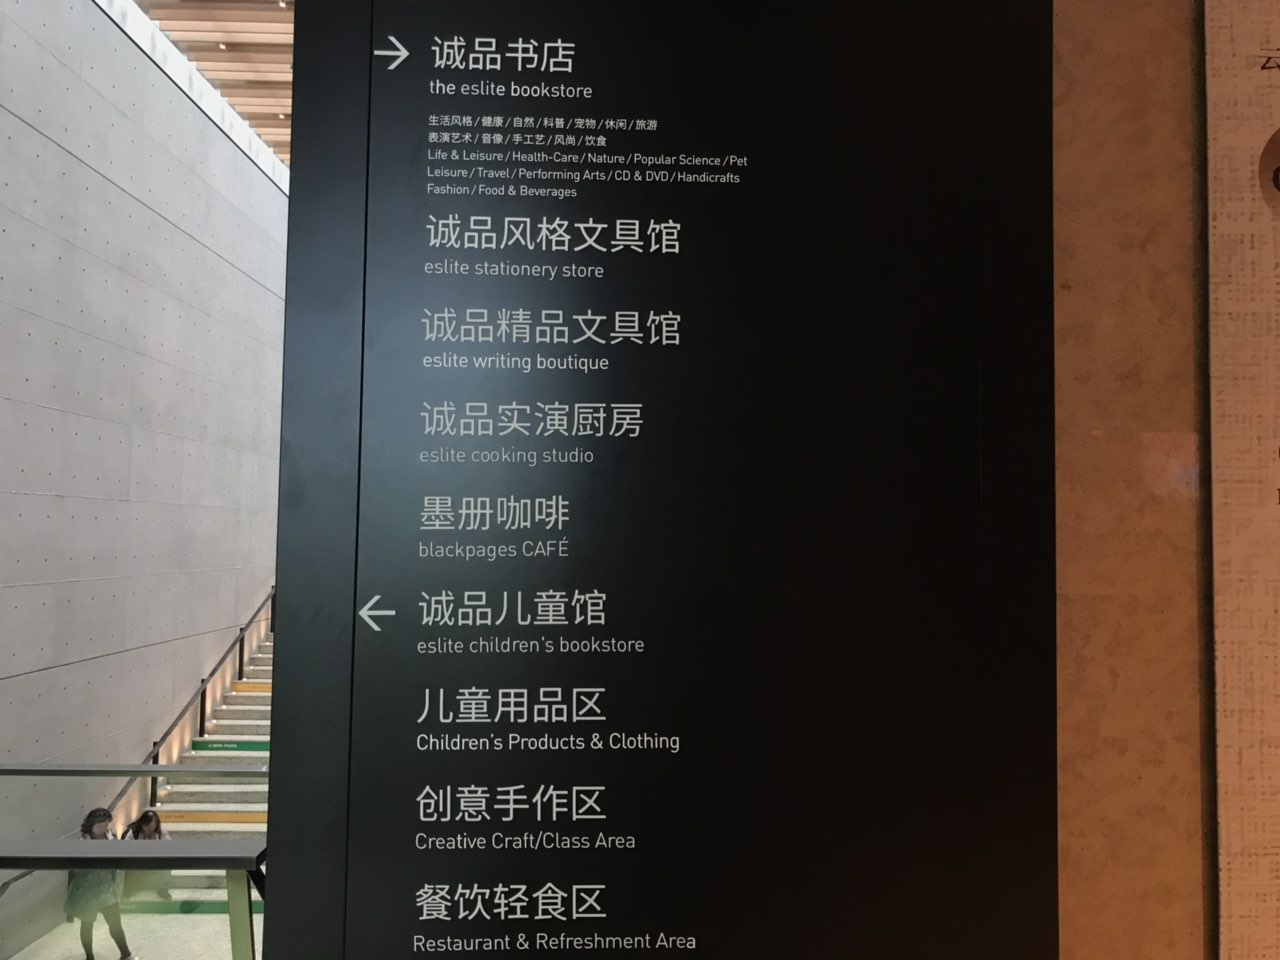 → 诚品书店
the eslite bookstore
生活风格/健康/自然/科普/宠物/休闲/旅游
表演艺术/音像/手工艺/风尚/饮食
Life & Leisure/Health-Care/Nature/Popular Science/Pet
Leisure/Travel/Performing Arts/CD & DVD/Handicrafts
Fashion/Food & Beverages
诚品风格文具馆
eslite stationery store
诚品精品文具馆
eslite writing boutique
诚品实演厨房
eslite cooking studio
墨册咖啡
blackpages CAFÉ
← 诚品儿童馆
eslite children's bookstore
儿童用品区
Children's Products & Clothing
创意手作区
Creative Craft/Class Area
餐饮轻食区
Restaurant & Refreshment Area